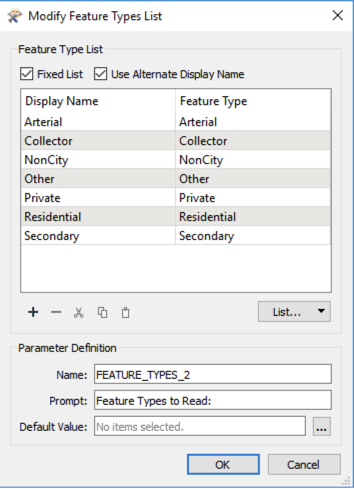 Modify Feature Types List
Feature Type List
Fixed List Use Alternate Display Name
Display Name Feature Type
Arterial Arterial
Collector Collector
NonCity NonCity
Other Other
Private Private
Residential Residential
Secondary Secondary
List...
Parameter Definition
Name: FEATURE_TYPES_2
Prompt: Feature Types to Read:
Default Value: No items selected. ...
OK Cancel